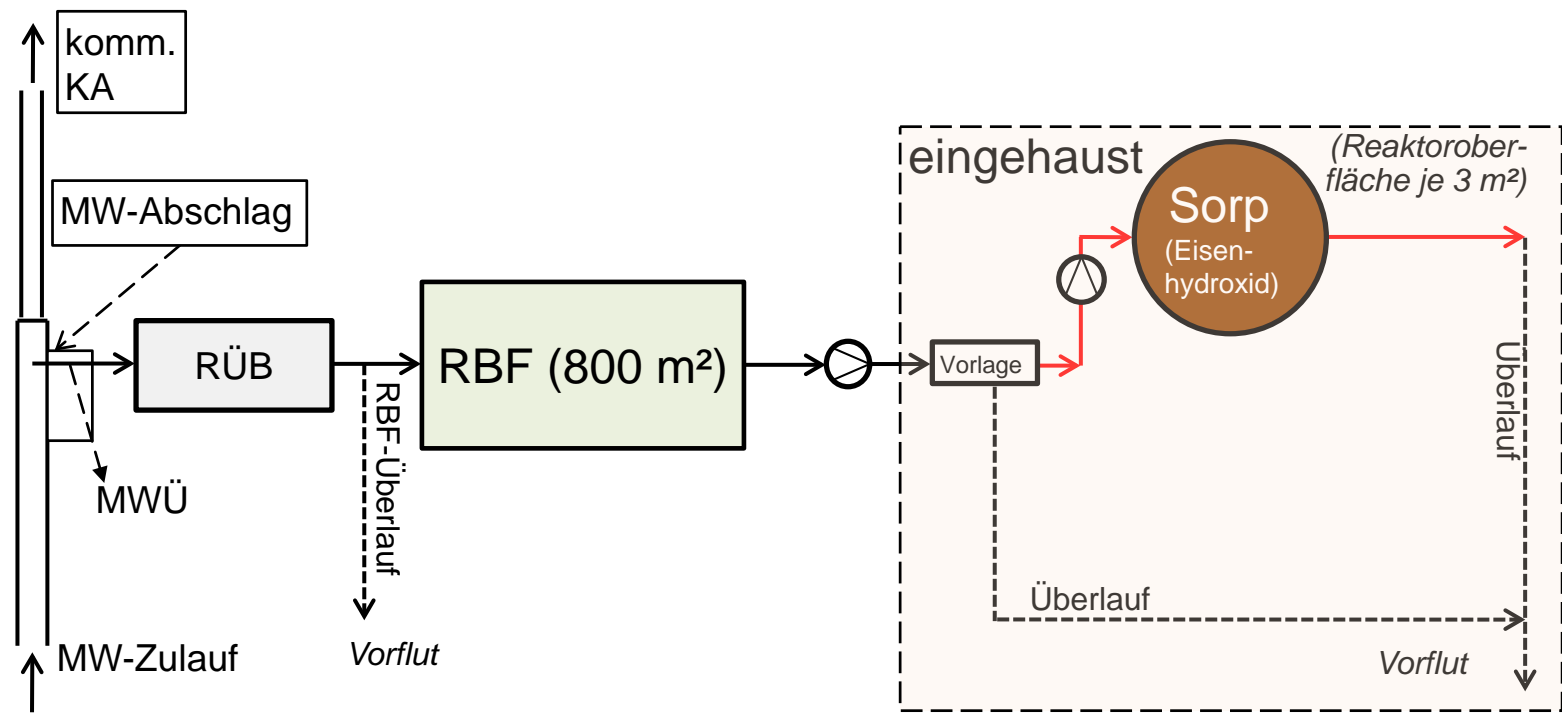 komm.
KA
MW-Abschlag
RÜB
MWÜ
MW-Zulauf
RBF-Überlauf
Vorflut
RBF (800 m²)
eingehaust
Vorlage
Sorp
(Eisen-
hydroxid)
(Reaktorober-
fläche je 3 m²)
Überlauf
Überlauf
Vorflut